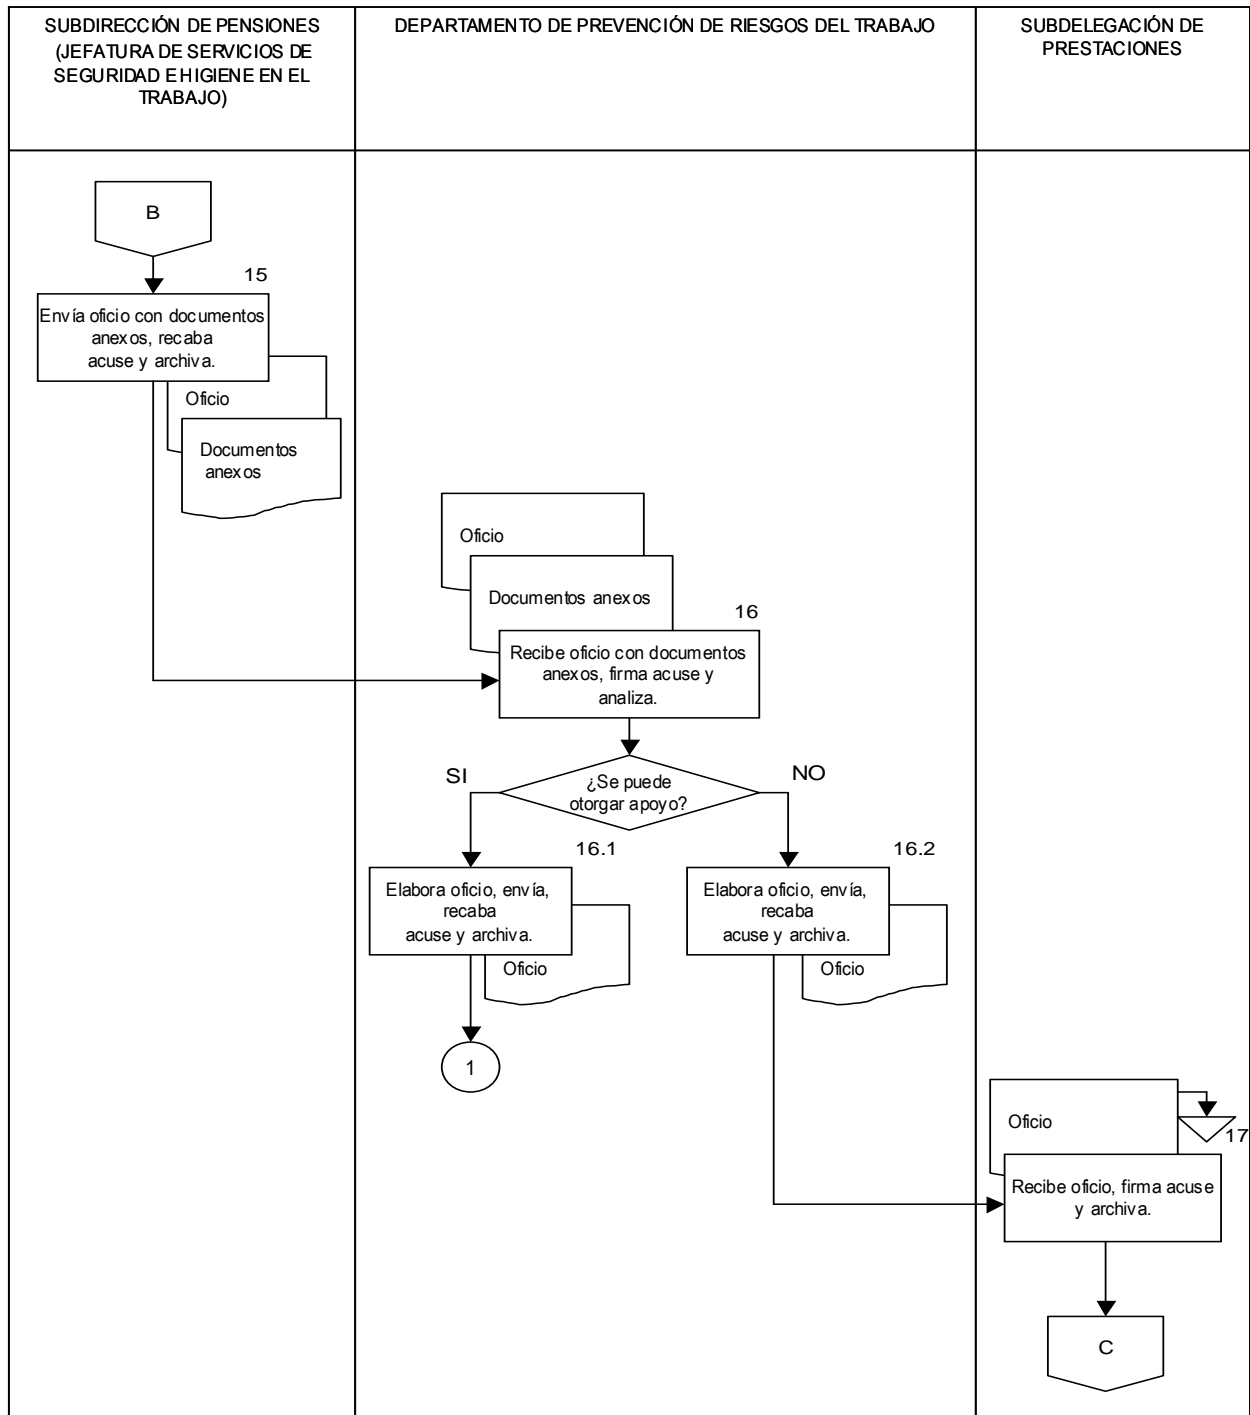 SUBDIRECCIÓN DE PENSIONES
(JEFATURA DE SERVICIOS DE
SEGURIDAD E HIGIENE EN EL
TRABAJO)
DEPARTAMENTO DE PREVENCIÓN DE RIESGOS DEL TRABAJO
SUBDELEGACIÓN DE
PRESTACIONES
B
15
Envía oficio con documentos
anexos, recaba
acuse y archiva.
Oficio
Documentos
anexos
Oficio
Documentos anexos
16
Recibe oficio con documentos
anexos, firma acuse y
analiza.
¿Se puede
otorgar apoyo?
SI
NO
16.1
Elabora oficio, envía,
recaba
acuse y archiva.
Oficio
1
16.2
Elabora oficio, envía,
recaba
acuse y archiva.
Oficio
Oficio
17
Recibe oficio, firma acuse
y archiva.
C